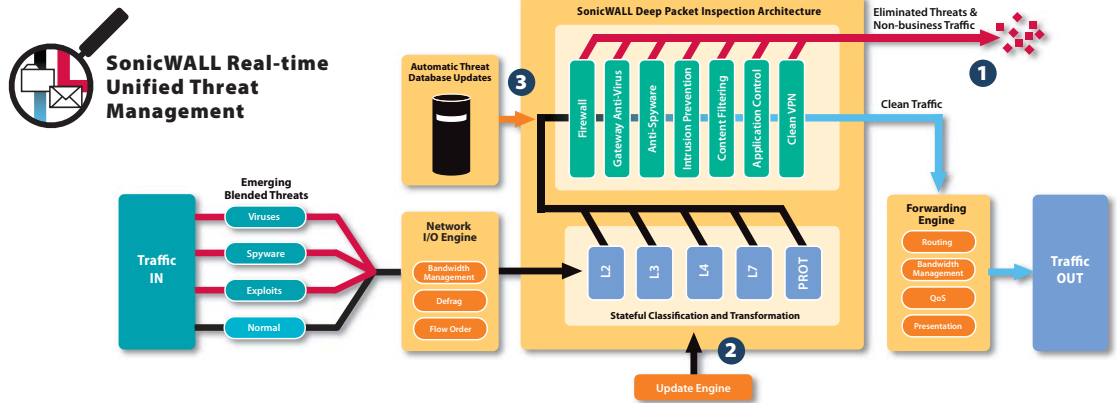 SonicWALL Real-time
Unified Threat
Management
SonicWALL Deep Packet Inspection Architecture
Eliminated Threats &
Non-business Traffic
1
Automatic Threat
Database Updates
3
Firewall
Gateway Anti-Virus
Anti-Spyware
Intrusion Prevention
Content Filtering
Application Control
Clean VPN
Clean Traffic
Emerging
Blended Threats
Traffic
IN
Viruses
Spyware
Exploits
Normal
Network
I/O Engine
Bandwidth
Management
Defrag
Flow Order
L2
L3
L4
L7
PROT
Stateful Classification and Transformation
2
Update Engine
Forwarding
Engine
Routing
Bandwidth
Management
QoS
Presentation
Traffic
OUT